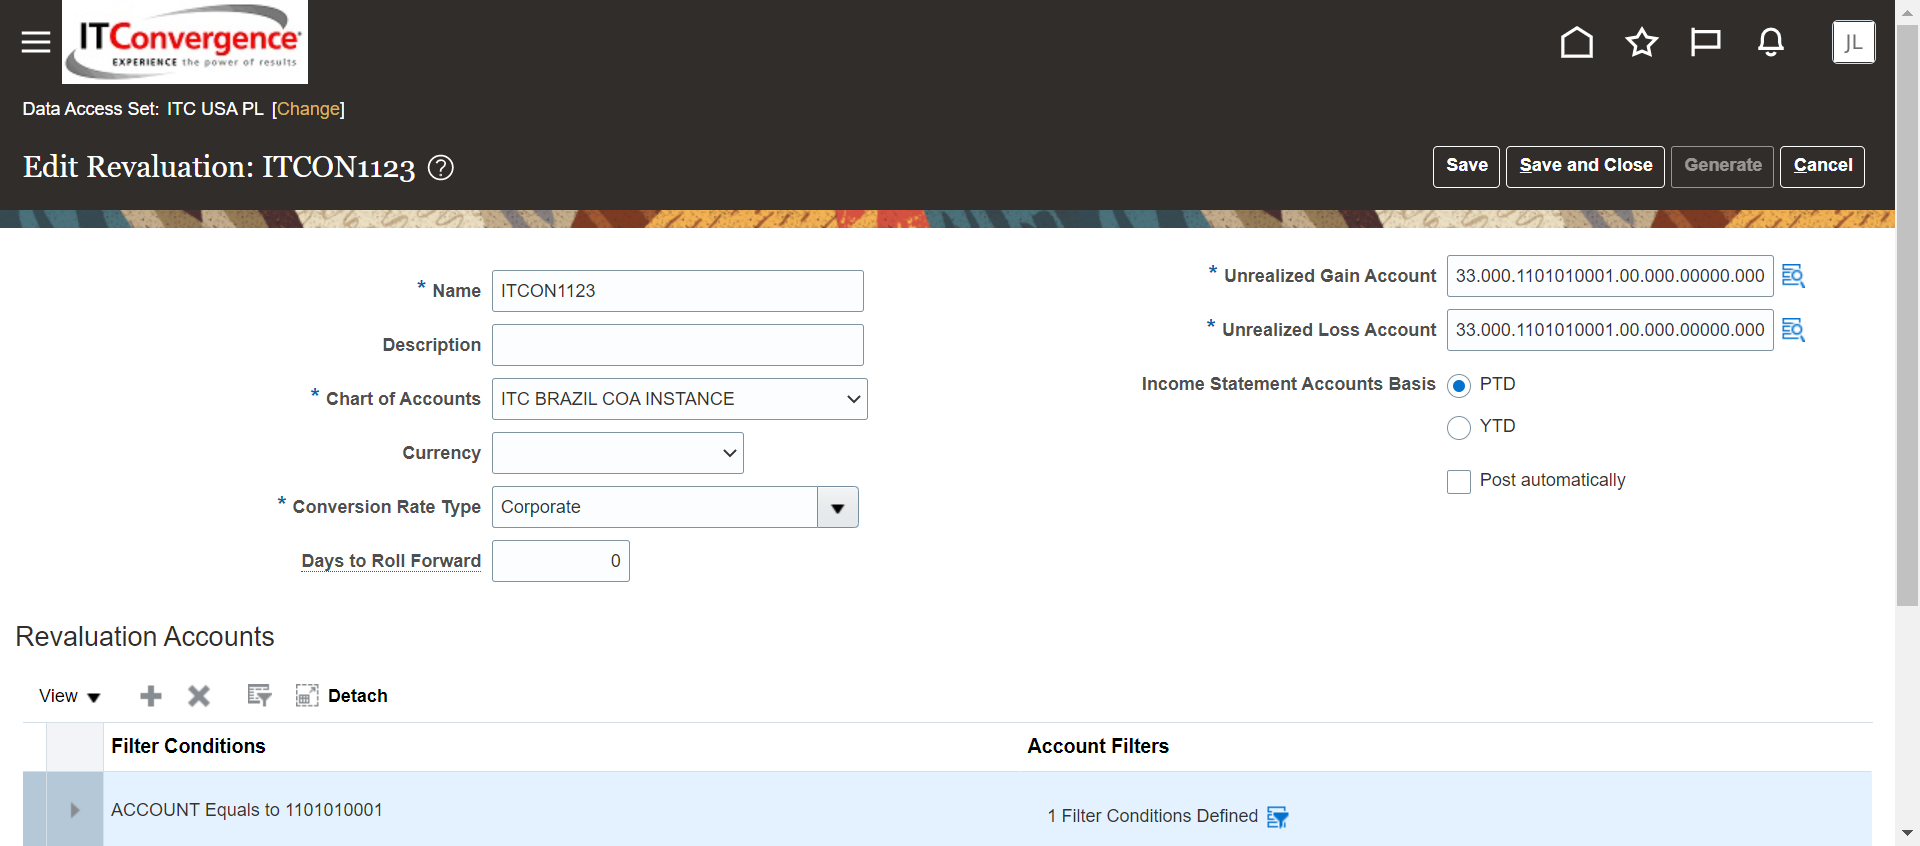 ITConvergence
EXPERIENCE the power of results
JL
Data Access Set: ITC USA PL [Change]
Edit Revaluation: ITCON1123 ?
Save
Save and Close
Generate
Cancel
* Name ITCON1123
Description
* Chart of Accounts ITC BRAZIL COA INSTANCE
Currency
* Conversion Rate Type Corporate
Days to Roll Forward 0
* Unrealized Gain Account 33.000.1101010001.00.000.00000.000
* Unrealized Loss Account 33.000.1101010001.00.000.00000.000
Income Statement Accounts Basis PTD
YTD
Post automatically
Revaluation Accounts
View Detach
Filter Conditions Account Filters
ACCOUNT Equals to 1101010001 1 Filter Conditions Defined